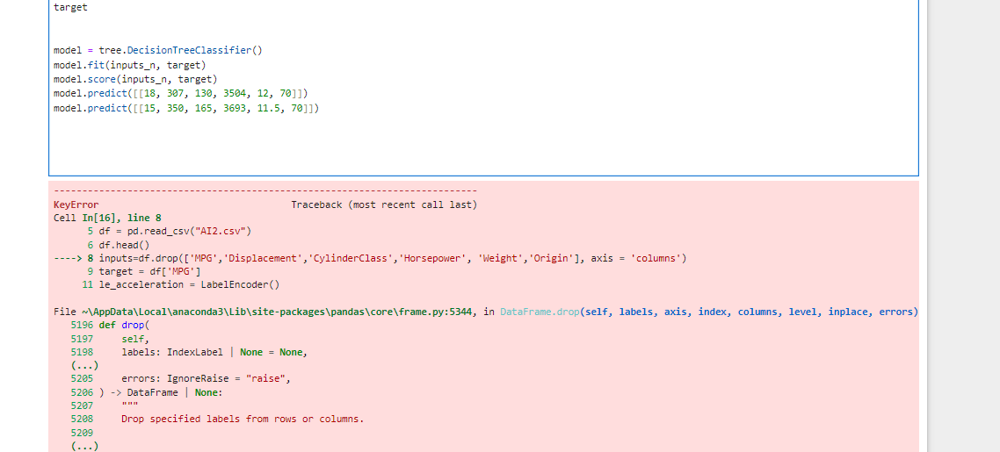 target
model = tree.DecisionTreeClassifier()
model.fit(inputs_n, target)
model.score(inputs_n, target)
model.predict([[18, 307, 130, 3504, 12, 70]])
model.predict([[15, 350, 165, 3693, 11.5, 70]])
---------------------------------------------------------------------------
KeyError                                  Traceback (most recent call last)
Cell In[16], line 8
      5 df = pd.read_csv("AI2.csv")
      6 df.head()
----> 8 inputs=df.drop(['MPG','Displacement','CylinderClass','Horsepower', 'Weight','Origin'], axis = 'columns')
      9 target = df['MPG']
     11 le_acceleration = LabelEncoder()
File ~\AppData\Local\anaconda3\Lib\site-packages\pandas\core\frame.py:5344, in DataFrame.drop(self, labels, axis, index, columns, level, inplace, errors)
   5196 def drop(
   5197     self,
   5198     labels: IndexLabel | None = None,
   (...)
   5205     errors: IgnoreRaise = "raise",
   5206 ) -> DataFrame | None:
   5207     """
   5208     Drop specified labels from rows or columns.
   5209
   (...)